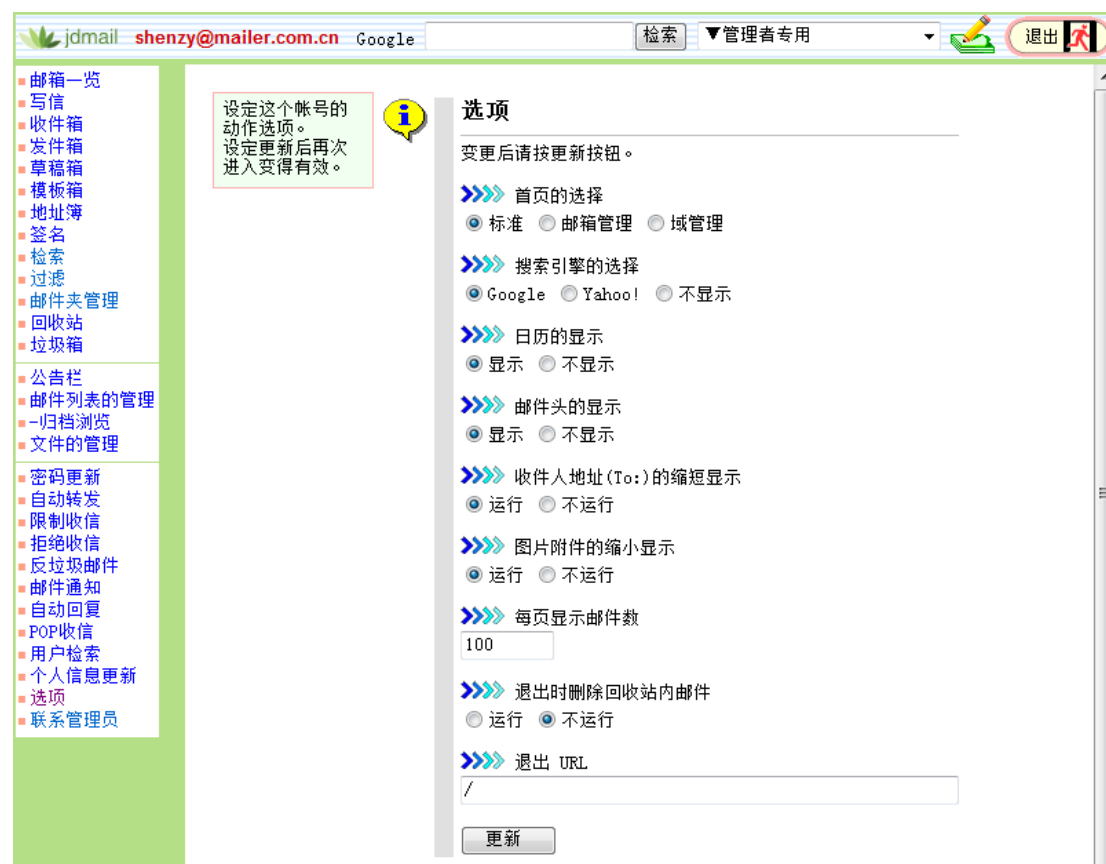 jdmail shenzy@mailer.com.cn Google 检索 ▼管理者专用 退出
邮箱一览
写信
收件箱
发件箱
草稿箱
模板箱
地址簿
签名
检索
过滤
邮件夹管理
回收站
垃圾箱
公告栏
邮件列表的管理
-归档浏览
文件的管理
密码更新
自动转发
限制收信
拒绝收信
反垃圾邮件
邮件通知
自动回复
POP收信
用户检索
个人信息更新
选项
联系管理员
设定这个帐号的
动作选项。
设定更新后再次
进入变得有效。
选项
变更后请按更新按钮。
首页的选择
标准 邮箱管理 域管理
搜索引擎的选择
Google Yahoo! 不显示
日历的显示
显示 不显示
邮件头的显示
显示 不显示
收件人地址(To:)的缩短显示
运行 不运行
图片附件的缩小显示
运行 不运行
每页显示邮件数
100
退出时删除回收站内邮件
运行 不运行
退出 URL
/
更新